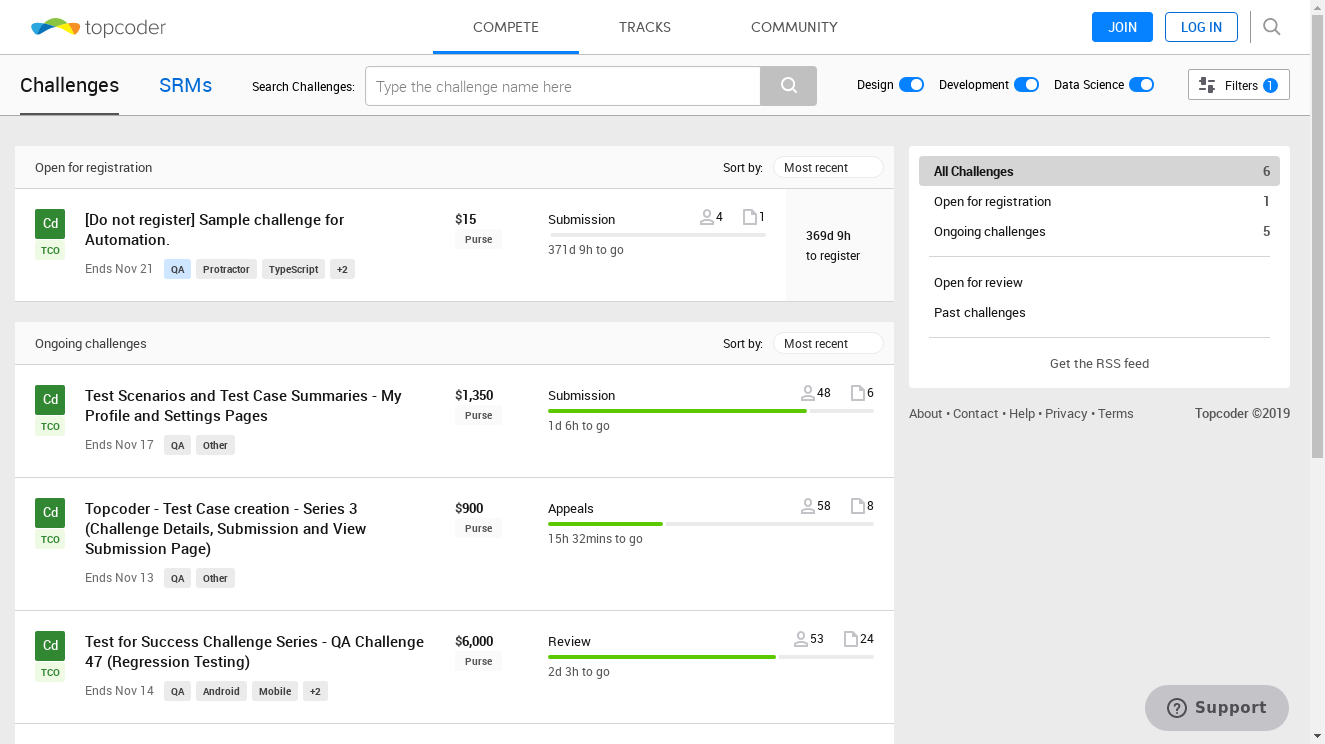 topcoder
COMPETE TRACKS COMMUNITY
JOIN LOG IN
Challenges SRMs Search Challenges: Type the challenge name here Design Development Data Science Filters 1
Open for registration Sort by: Most recent
Cd
TCO
[Do not register] Sample challenge for
Automation.
Ends Nov 21 QA Protractor TypeScript +2
$15
Purse
Submission 4 1
371d 9h to go
369d 9h
to register
Ongoing challenges Sort by: Most recent
Cd
TCO
Test Scenarios and Test Case Summaries - My
Profile and Settings Pages
Ends Nov 17 QA Other
$1,350
Purse
Submission 48 6
1d 6h to go
Cd
TCO
Topcoder - Test Case creation - Series 3
(Challenge Details, Submission and View
Submission Page)
Ends Nov 13 QA Other
$900
Purse
Appeals 58 8
15h 32mins to go
Cd
TCO
Test for Success Challenge Series - QA Challenge
47 (Regression Testing)
Ends Nov 14 QA Android Mobile +2
$6,000
Purse
Review 53 24
2d 3h to go
All Challenges 6
Open for registration 1
Ongoing challenges 5
Open for review
Past challenges
Get the RSS feed
About • Contact • Help • Privacy • Terms Topcoder ©2019
Support